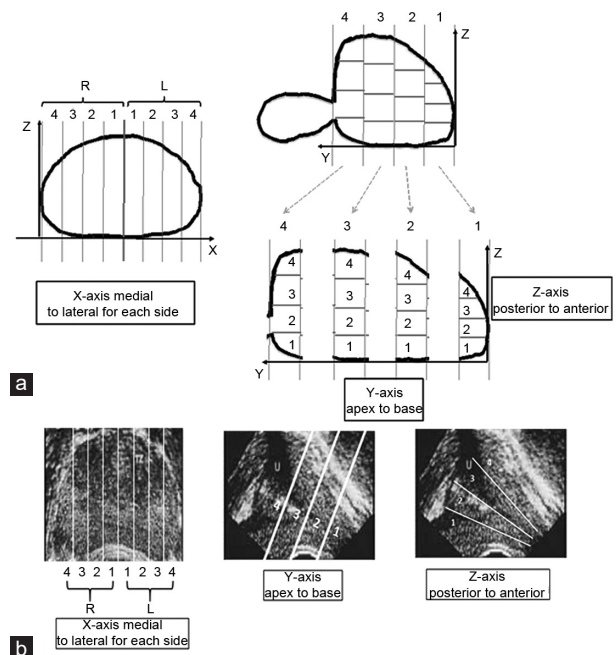 4 3 2 1
Z
R L
4 3 2 1 1 2 3 4
Z
X
Y
4 3 2 1
Z
4 4 4 4
3 3 3 3
2 2 2 2
1 1 1 1
Y
X-axis medial
to lateral for each side
Z-axis
posterior to anterior
Y-axis
apex to base
a
U
4 3 2 1
U
4
3
2
1
4 3 2 1 1 2 3 4
R L
X-axis medial
to lateral for each side
Y-axis
apex to base
Z-axis
posterior to anterior
b